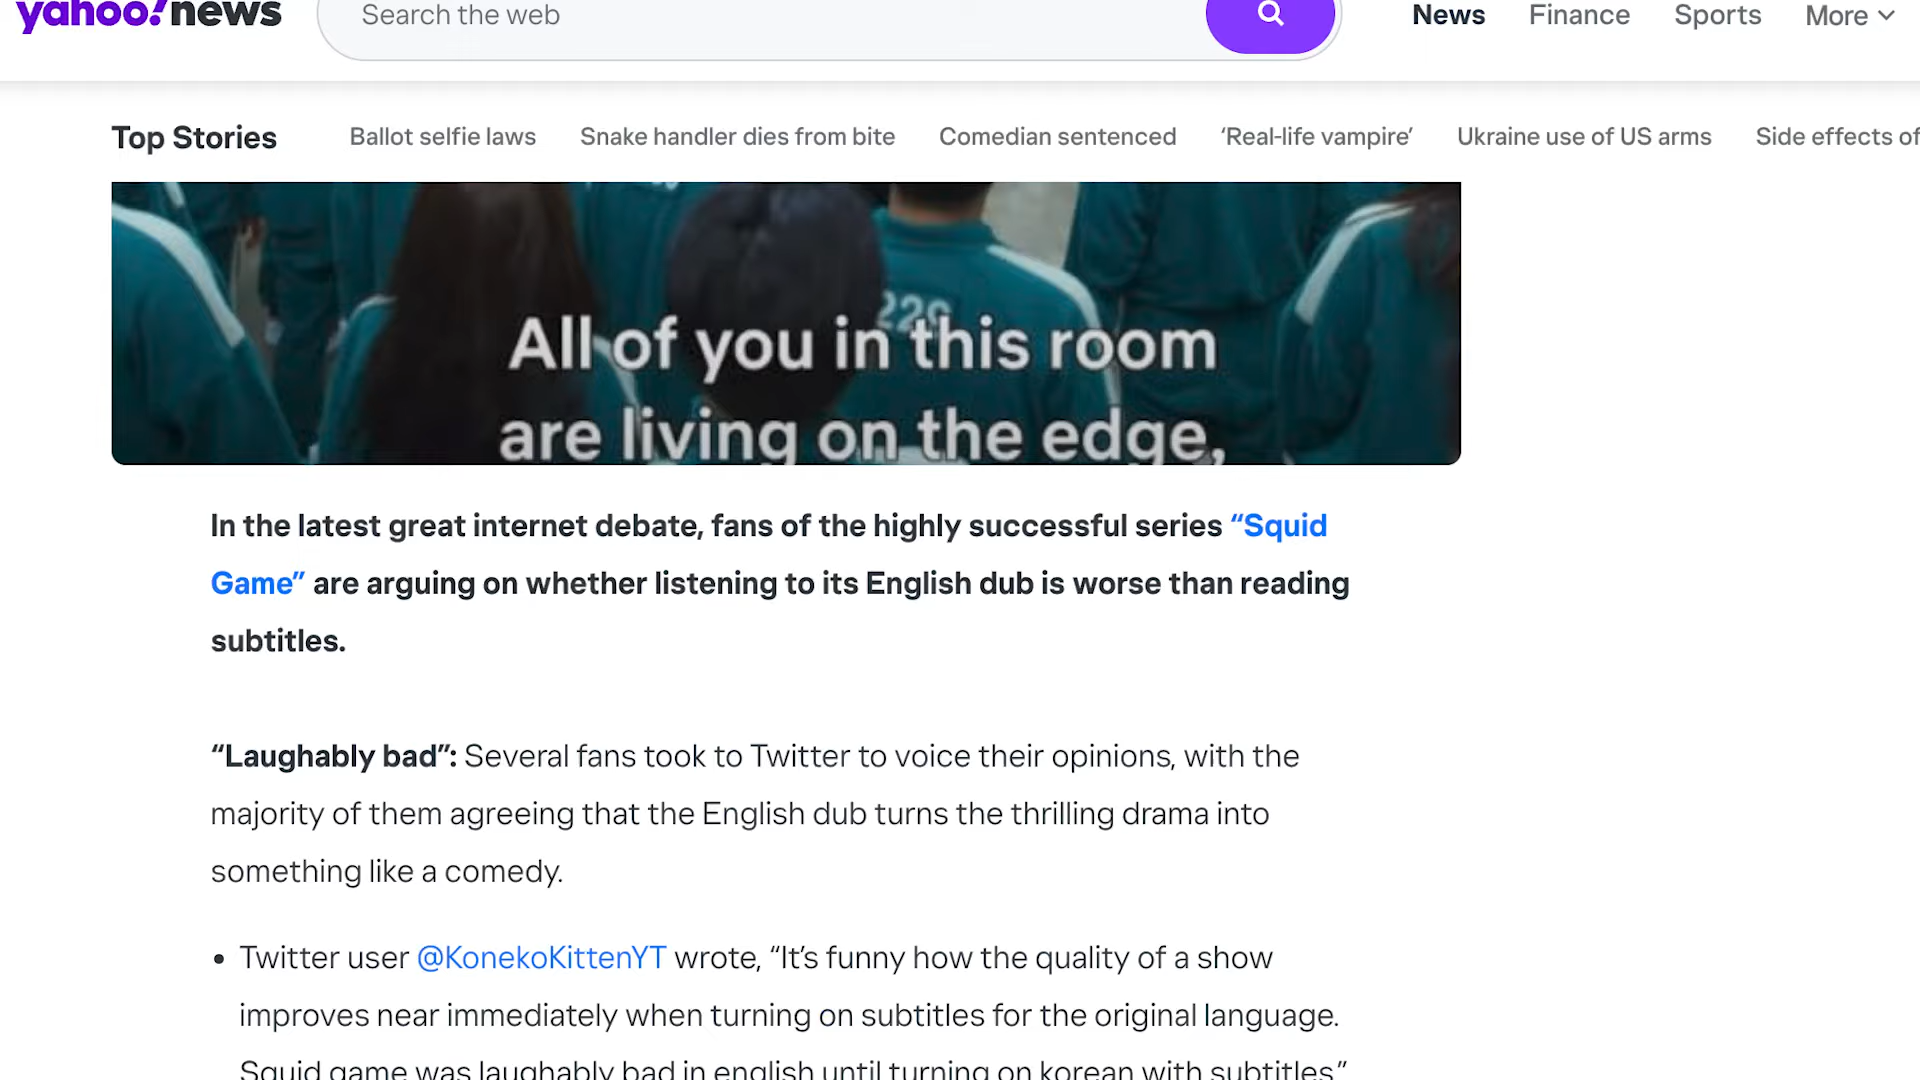 yahoo!news
Search the web
News Finance Sports More
Top Stories Ballot selfie laws Snake handler dies from bite Comedian sentenced ‘Real-life vampire’ Ukraine use of US arms Side effects of
220
All of you in this room
are living on the edge,
In the latest great internet debate, fans of the highly successful series “Squid
Game” are arguing on whether listening to its English dub is worse than reading
subtitles.
“Laughably bad”: Several fans took to Twitter to voice their opinions, with the
majority of them agreeing that the English dub turns the thrilling drama into
something like a comedy.
• Twitter user @KonekoKittenYT wrote, “It’s funny how the quality of a show
improves near immediately when turning on subtitles for the original language.
Squid game was laughably bad in english until turning on korean with subtitles.”